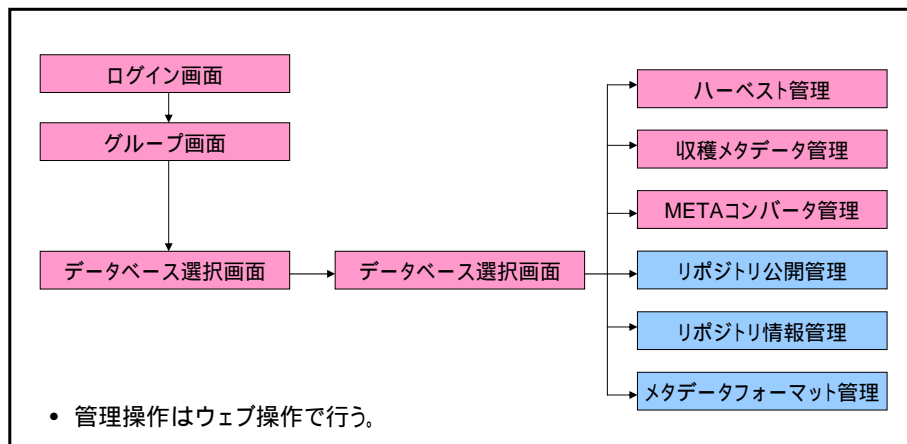 ログイン画面
グループ画面
データベース選択画面
データベース選択画面
ハーベスト管理
収穫メタデータ管理
METAコンバータ管理
リポジトリ公開管理
リポジトリ情報管理
メタデータフォーマット管理
• 管理操作はウェブ操作で行う。